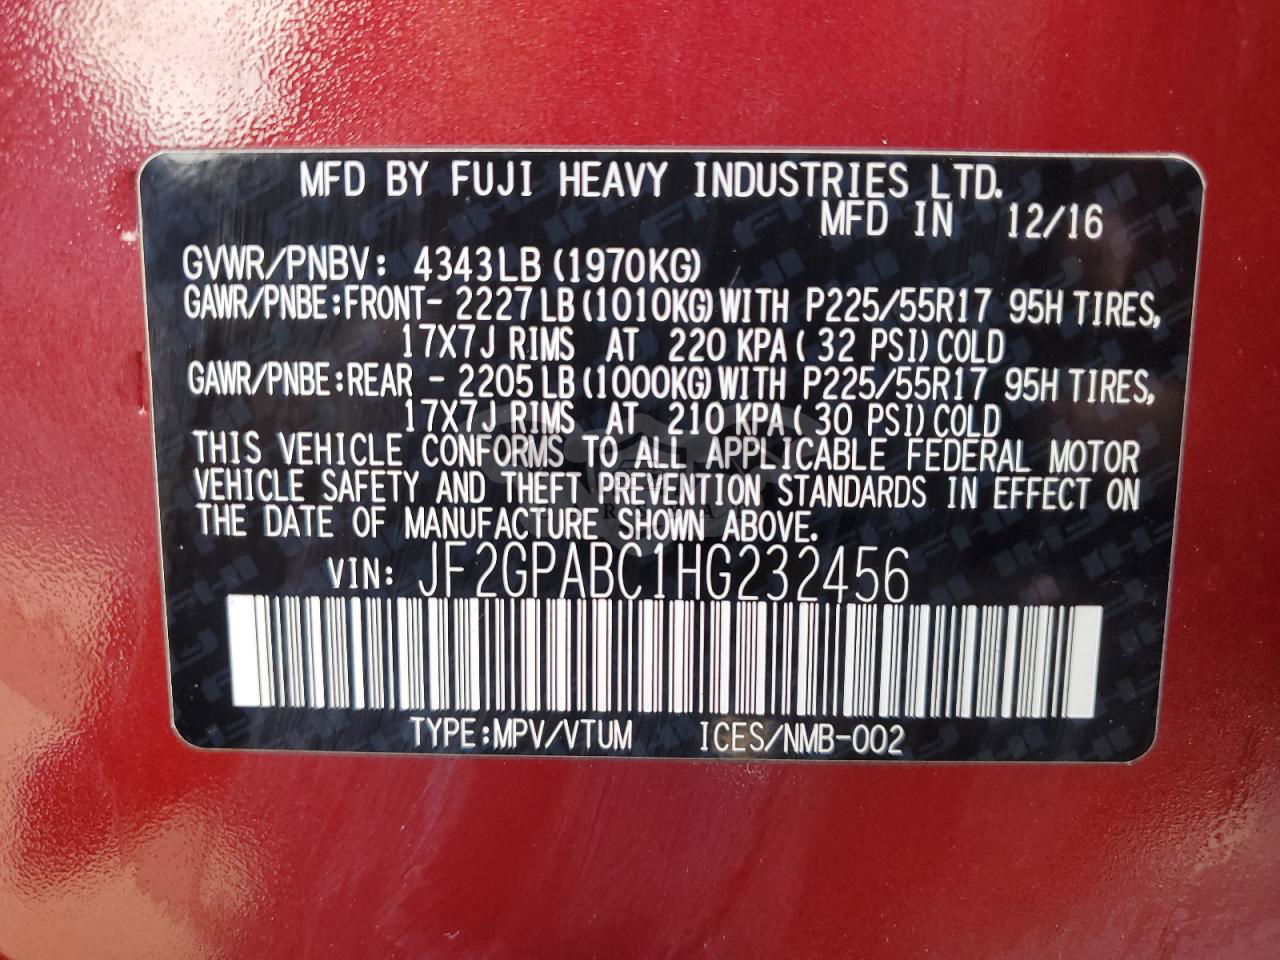 MFD BY FUJI HEAVY INDUSTRIES LTD.
MFD IN 12/16
GVWR/PNBV: 4343LB (1970KG)
GAWR/PNBE:FRONT- 2227LB (1010KG) WITH P225/55R17 95H TIRES,
17X7J RIMS AT 220 KPA ( 32 PSI) COLD
GAWR/PNBE:REAR - 2205LB (1000KG) WITH P225/55R17 95H TIRES,
17X7J RIMS AT 210 KPA ( 30 PSI) COLD
THIS VEHICLE CONFORMS TO ALL APPLICABLE FEDERAL MOTOR
VEHICLE SAFETY AND THEFT PREVENTION STANDARDS IN EFFECT ON
THE DATE OF MANUFACTURE SHOWN ABOVE.
VIN: JF2GPABC1HG232456
TYPE:MPV/VTUM ICES/NMB-002